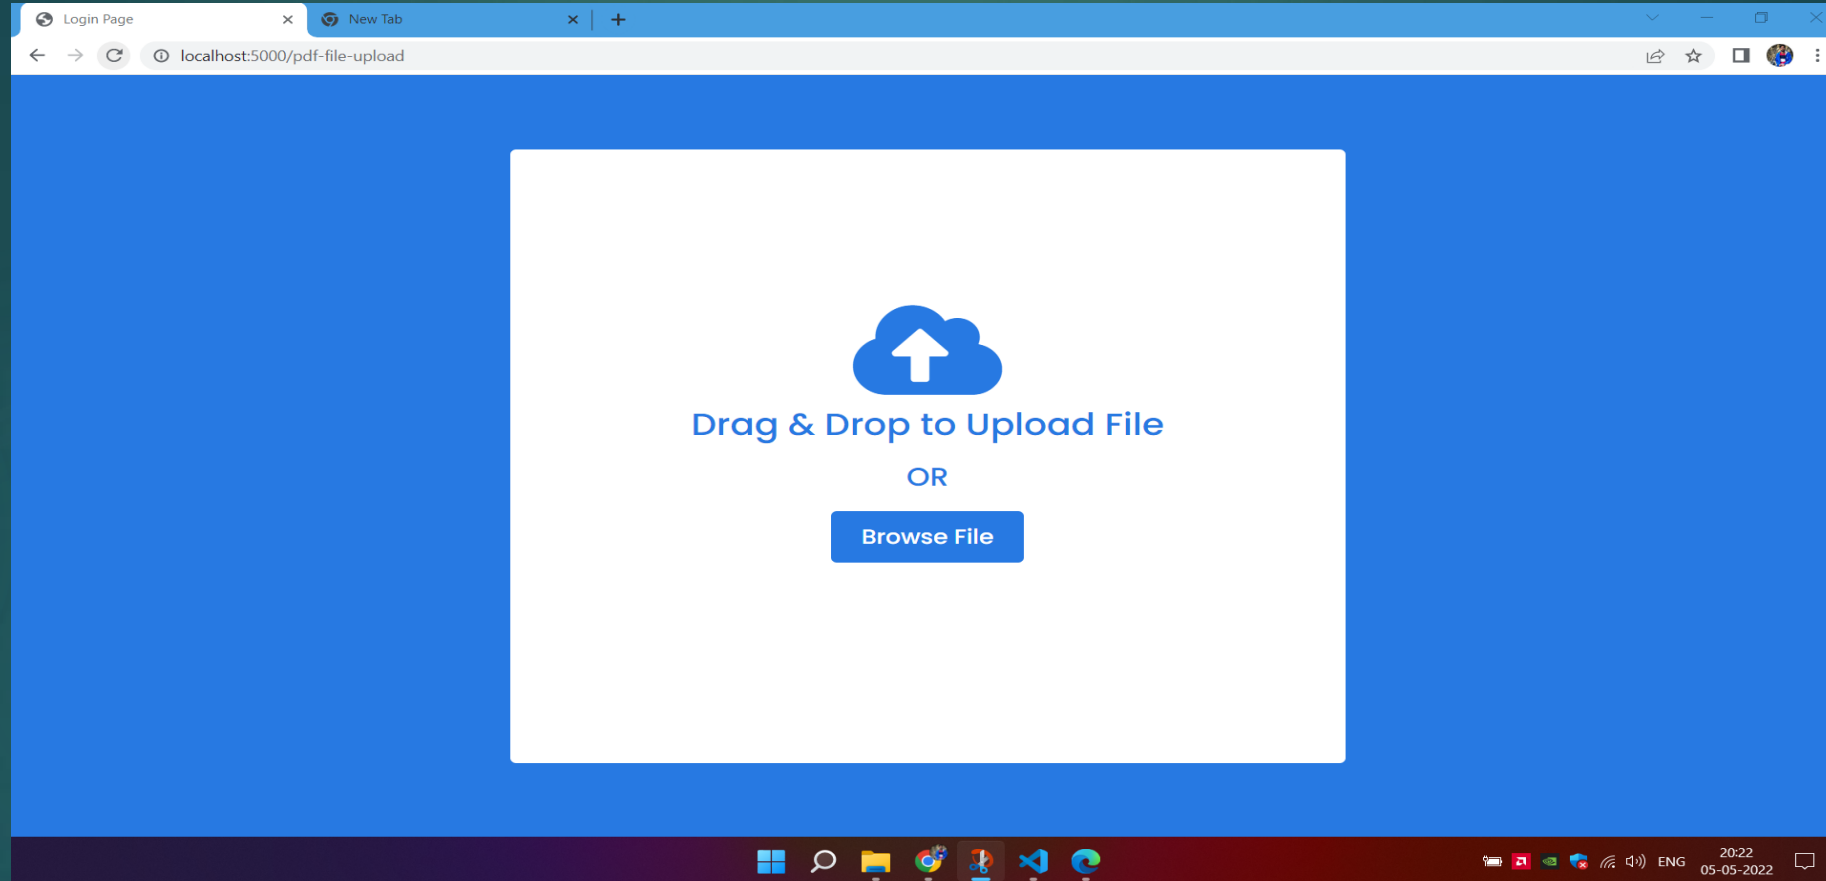 Login Page
New Tab
localhost:5000/pdf-file-upload
Drag & Drop to Upload File
OR
Browse File
ENG
20:22
05-05-2022